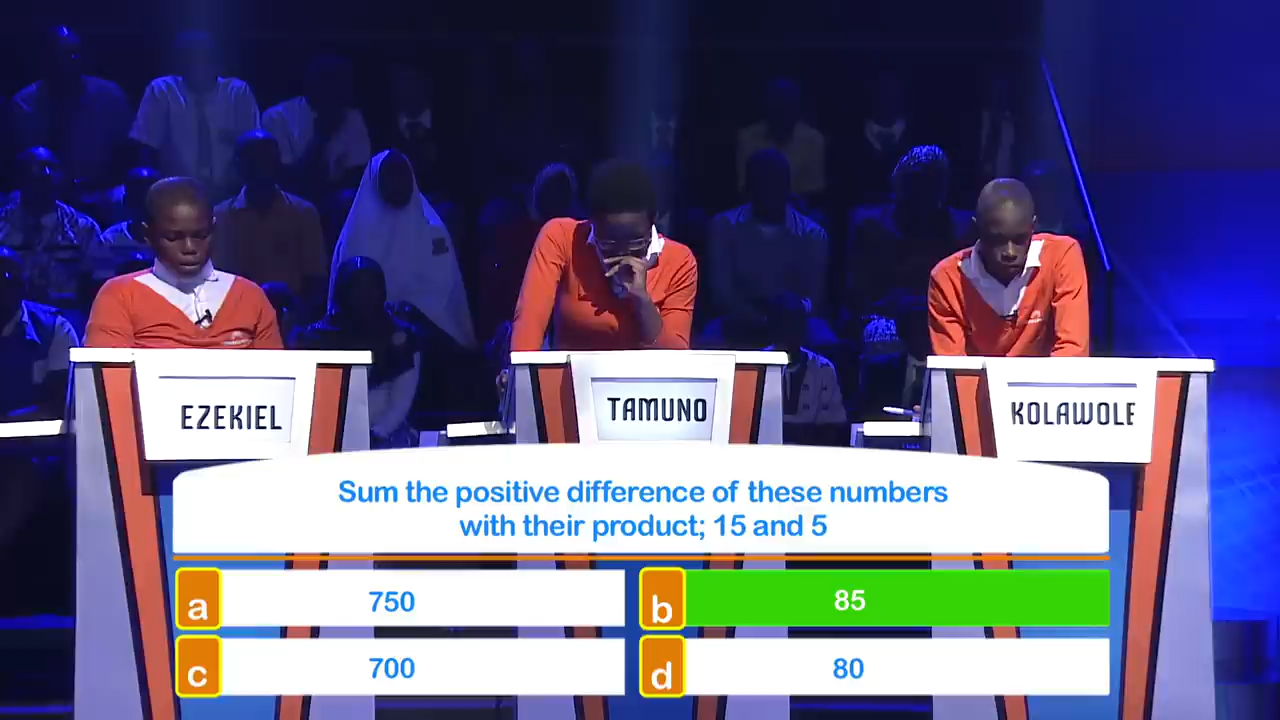 EZEKIEL
TAMUNO
KOLAWOLE
Sum the positive difference of these numbers
with their product; 15 and 5
a
750
b
85
c
700
d
80